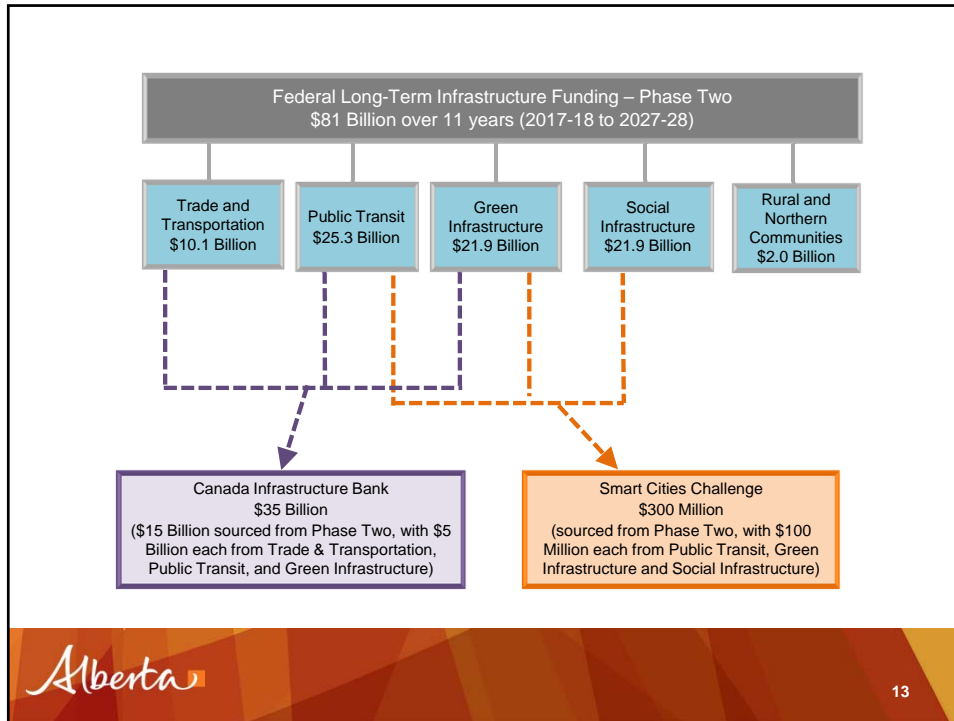 Federal Long-Term Infrastructure Funding – Phase Two
$81 Billion over 11 years (2017-18 to 2027-28)
Trade and
Transportation
$10.1 Billion
Public Transit
$25.3 Billion
Green
Infrastructure
$21.9 Billion
Social
Infrastructure
$21.9 Billion
Rural and
Northern
Communities
$2.0 Billion
Canada Infrastructure Bank
$35 Billion
($15 Billion sourced from Phase Two, with $5
Billion each from Trade & Transportation,
Public Transit, and Green Infrastructure)
Smart Cities Challenge
$300 Million
(sourced from Phase Two, with $100
Million each from Public Transit, Green
Infrastructure and Social Infrastructure)
Alberta
13